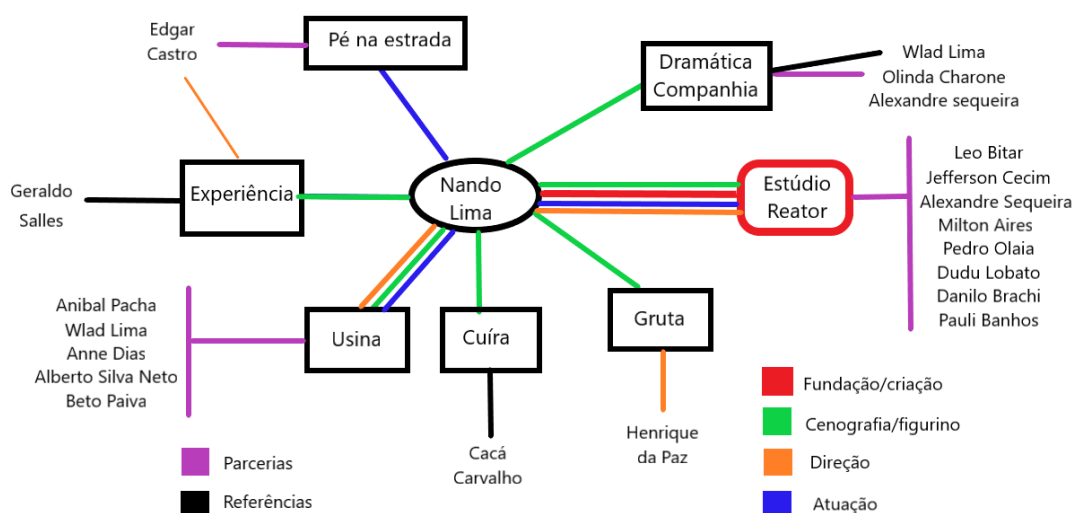 Edgar
Castro
Pé na estrada
Dramática
Companhia
Wlad Lima
Olinda Charone
Alexandre sequeira
Geraldo
Salles
Experiência
Nando
Lima
Estúdio
Reator
Leo Bitar
Jefferson Cecim
Alexandre Sequeira
Milton Aires
Pedro Olaia
Dudu Lobato
Danilo Brachi
Pauli Banhos
Anibal Pacha
Wlad Lima
Anne Dias
Alberto Silva Neto
Beto Paiva
Usina
Cuíra
Gruta
Cacá
Carvalho
Henrique
da Paz
Parcerias
Referências
Fundação/criação
Cenografia/figurino
Direção
Atuação